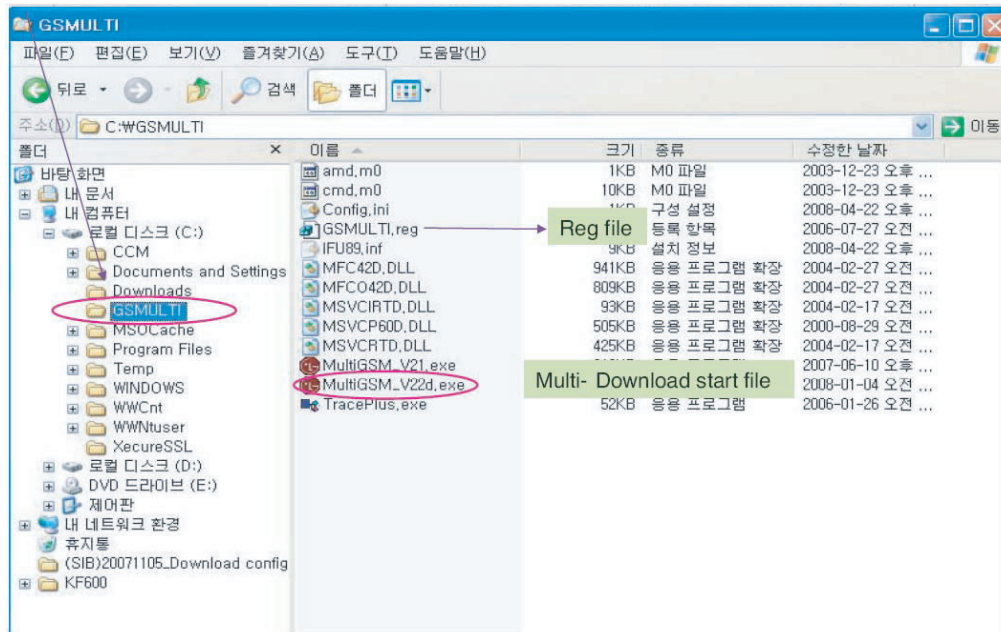 GSMULTI
파일(F) 편집(E) 보기(V) 즐겨찾기(A) 도구(T) 도움말(H)
뒤로 검색 폴더
주소(D) C:\GSMULTI 이동
폴더 × 이름 크기 종류 수정한 날짜
바탕 화면
내 문서
내 컴퓨터
로컬 디스크 (C:)
CCM
Documents and Settings
Downloads
GSMULTI
MSOCache
Program Files
Temp
WINDOWS
WWCnt
WWNtuser
XecureSSL
로컬 디스크 (D:)
DVD 드라이브 (E:)
제어판
내 네트워크 환경
휴지통
(SIB)20071105_Download config
KF600
amd,m0 1KB M0 파일 2003-12-23 오후 ...
cmd,m0 10KB M0 파일 2003-12-23 오후 ...
Config,ini 1KB 구성 설정 2008-04-22 오후 ...
GSMULTI,reg Reg file 등록 항목 2006-07-27 오전 ...
IFU89,inf 9KB 설치 정보 2008-04-22 오후 ...
MFC42D,DLL 941KB 응용 프로그램 확장 2004-02-27 오전 ...
MFCO42D,DLL 809KB 응용 프로그램 확장 2004-02-27 오전 ...
MSVCIRTD,DLL 93KB 응용 프로그램 확장 2004-02-17 오전 ...
MSVCP60D,DLL 505KB 응용 프로그램 확장 2000-08-29 오전 ...
MSVCRTD,DLL 425KB 응용 프로그램 확장 2004-02-17 오전 ...
MultiGSM_V21,exe 2007-06-10 오후 ...
MultiGSM_V22d,exe Multi- Download start file 2008-01-04 오전 ...
TracePlus,exe 52KB 응용 프로그램 2006-01-26 오전 ...